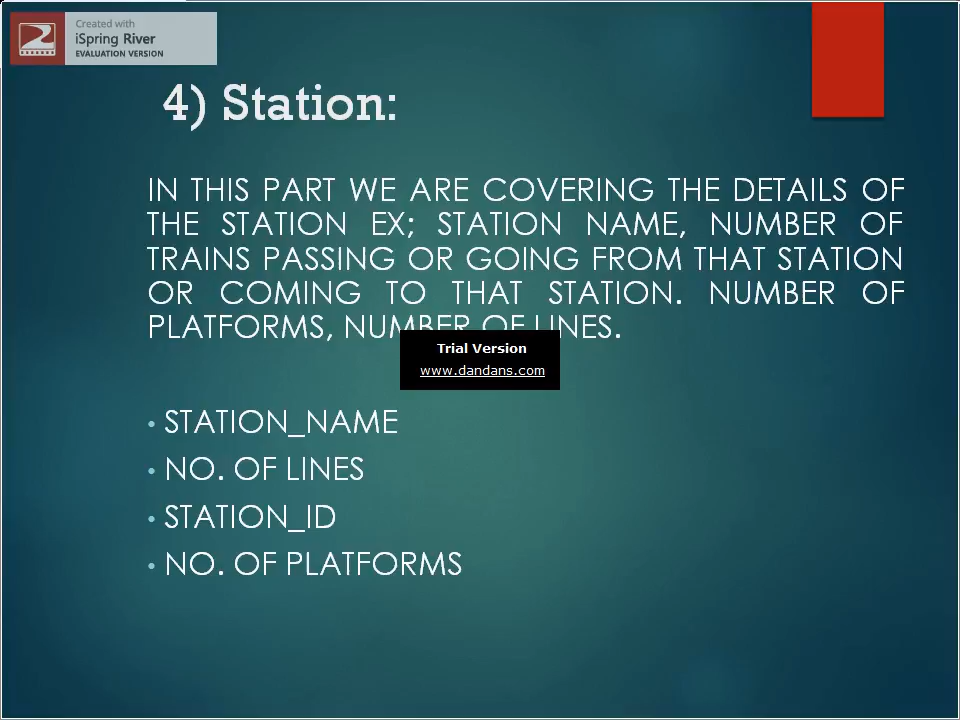 Created with
iSpring River
EVALUATION VERSION
4) Station:
IN THIS PART WE ARE COVERING THE DETAILS OF
THE STATION EX; STATION NAME, NUMBER OF
TRAINS PASSING OR GOING FROM THAT STATION
OR COMING TO THAT STATION. NUMBER OF
PLATFORMS, NUMBER OF LINES.
Trial Version
www.dandans.com
• STATION_NAME
• NO. OF LINES
• STATION_ID
• NO. OF PLATFORMS